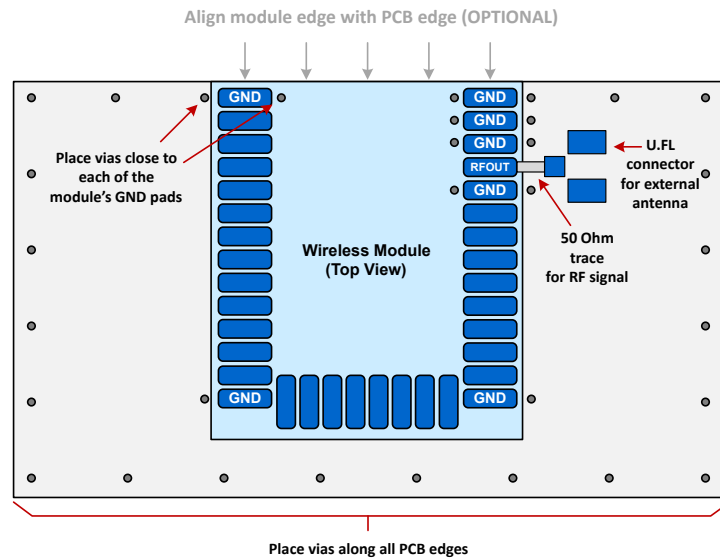 Align module edge with PCB edge (OPTIONAL)
GND
GND
GND
GND
RFOUT
GND
Place vias close to
each of the
module's GND pads
U.FL
connector
for external
antenna
50 Ohm
trace
for RF signal
Wireless Module
(Top View)
GND
GND
Place vias along all PCB edges